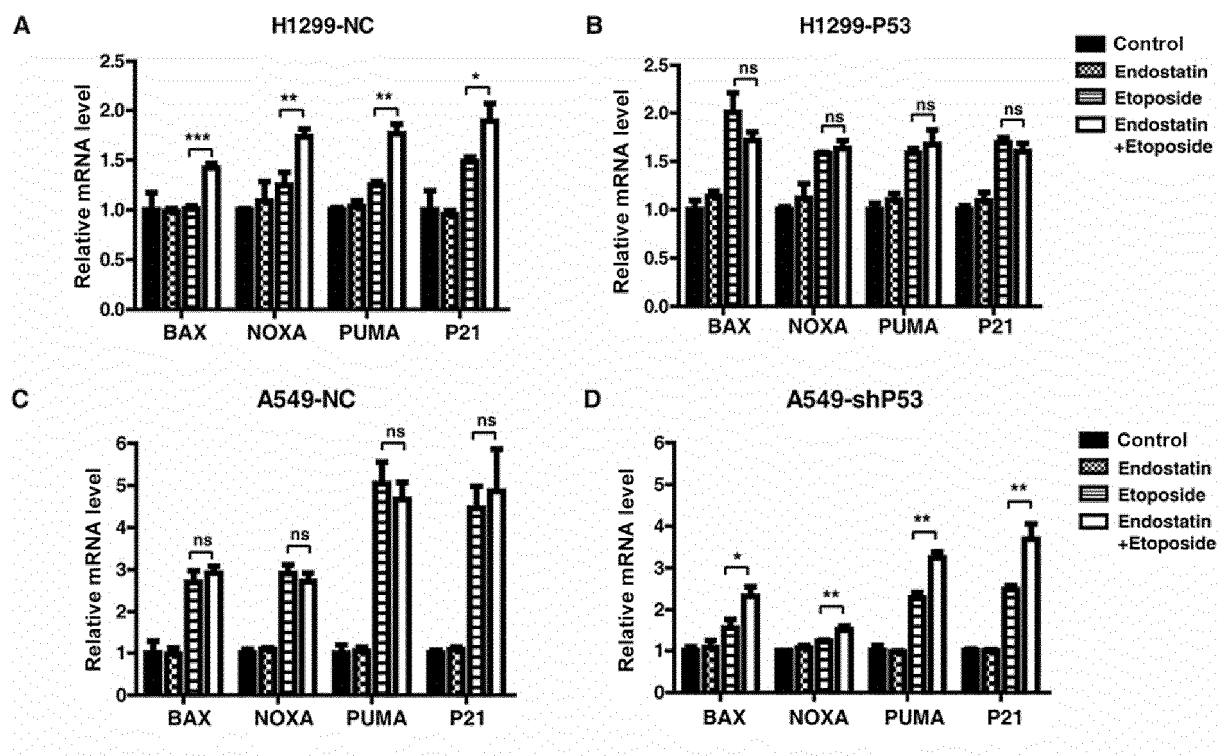 A
H1299-NC
Relative mRNA level
2.5
2.0
1.5
1.0
0.5
0.0
***
**
**
*
BAX NOXA PUMA P21
B
H1299-P53
Relative mRNA level
2.5
2.0
1.5
1.0
0.5
0.0
ns
ns
ns
ns
BAX NOXA PUMA P21
Control
Endostatin
Etoposide
Endostatin
+Etoposide
C
A549-NC
Relative mRNA level
6
5
4
3
2
1
0
ns
ns
ns
ns
BAX NOXA PUMA P21
D
A549-shP53
Relative mRNA level
6
5
4
3
2
1
0
*
**
**
**
BAX NOXA PUMA P21
Control
Endostatin
Etoposide
Endostatin
+Etoposide